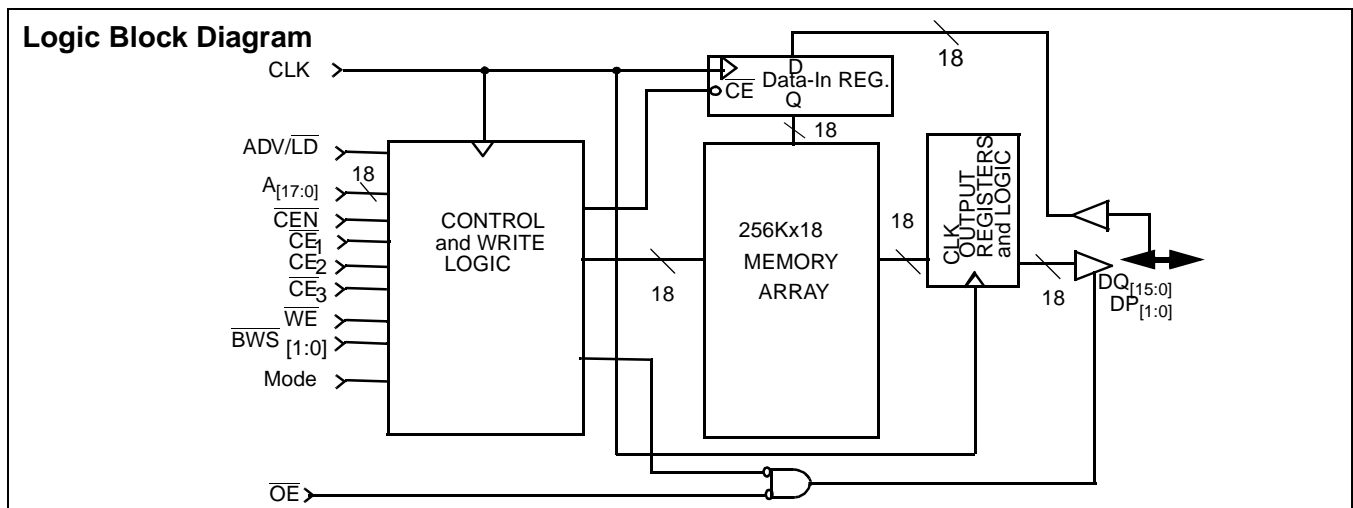 Logic Block Diagram
CLK
18
D
CE Data-In REG.
Q
18
ADV/LD
18
A[17:0]
CEN
CE1
CE2
CE3
WE
BWS [1:0]
Mode
CONTROL
and WRITE
LOGIC
18
256Kx18
MEMORY
ARRAY
18
CLK
OUTPUT
REGISTERS
and LOGIC
18
DQ[15:0]
DP[1:0]
OE